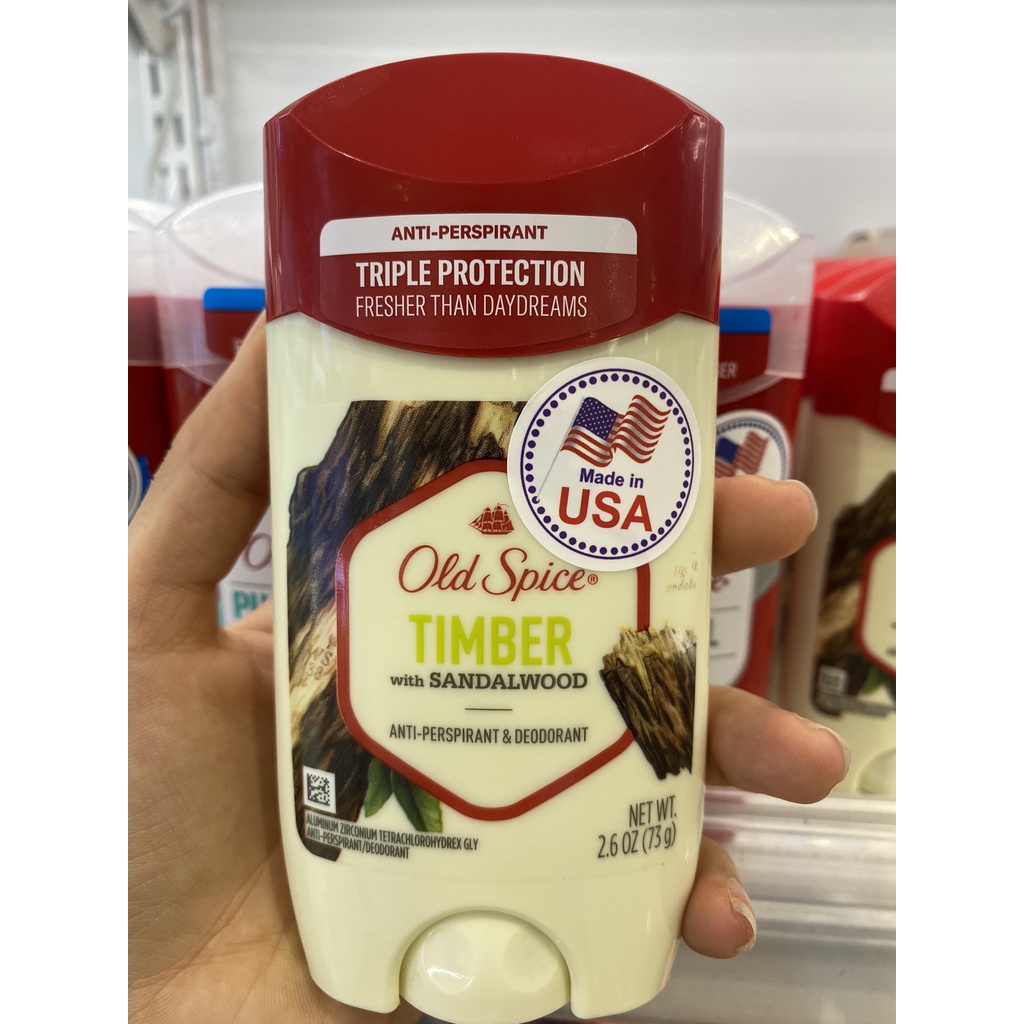 ANTI-PERSPIRANT
TRIPLE PROTECTION
FRESHER THAN DAYDREAMS
Made in
USA
Old Spice®
TIMBER
with SANDALWOOD
ANTI-PERSPIRANT & DEODORANT
ALUMINUM ZIRCONIUM TETRACHLOROHYDREX GLY
ANTI-PERSPIRANT/DEODORANT
NET WT.
2.6 OZ (73 g)